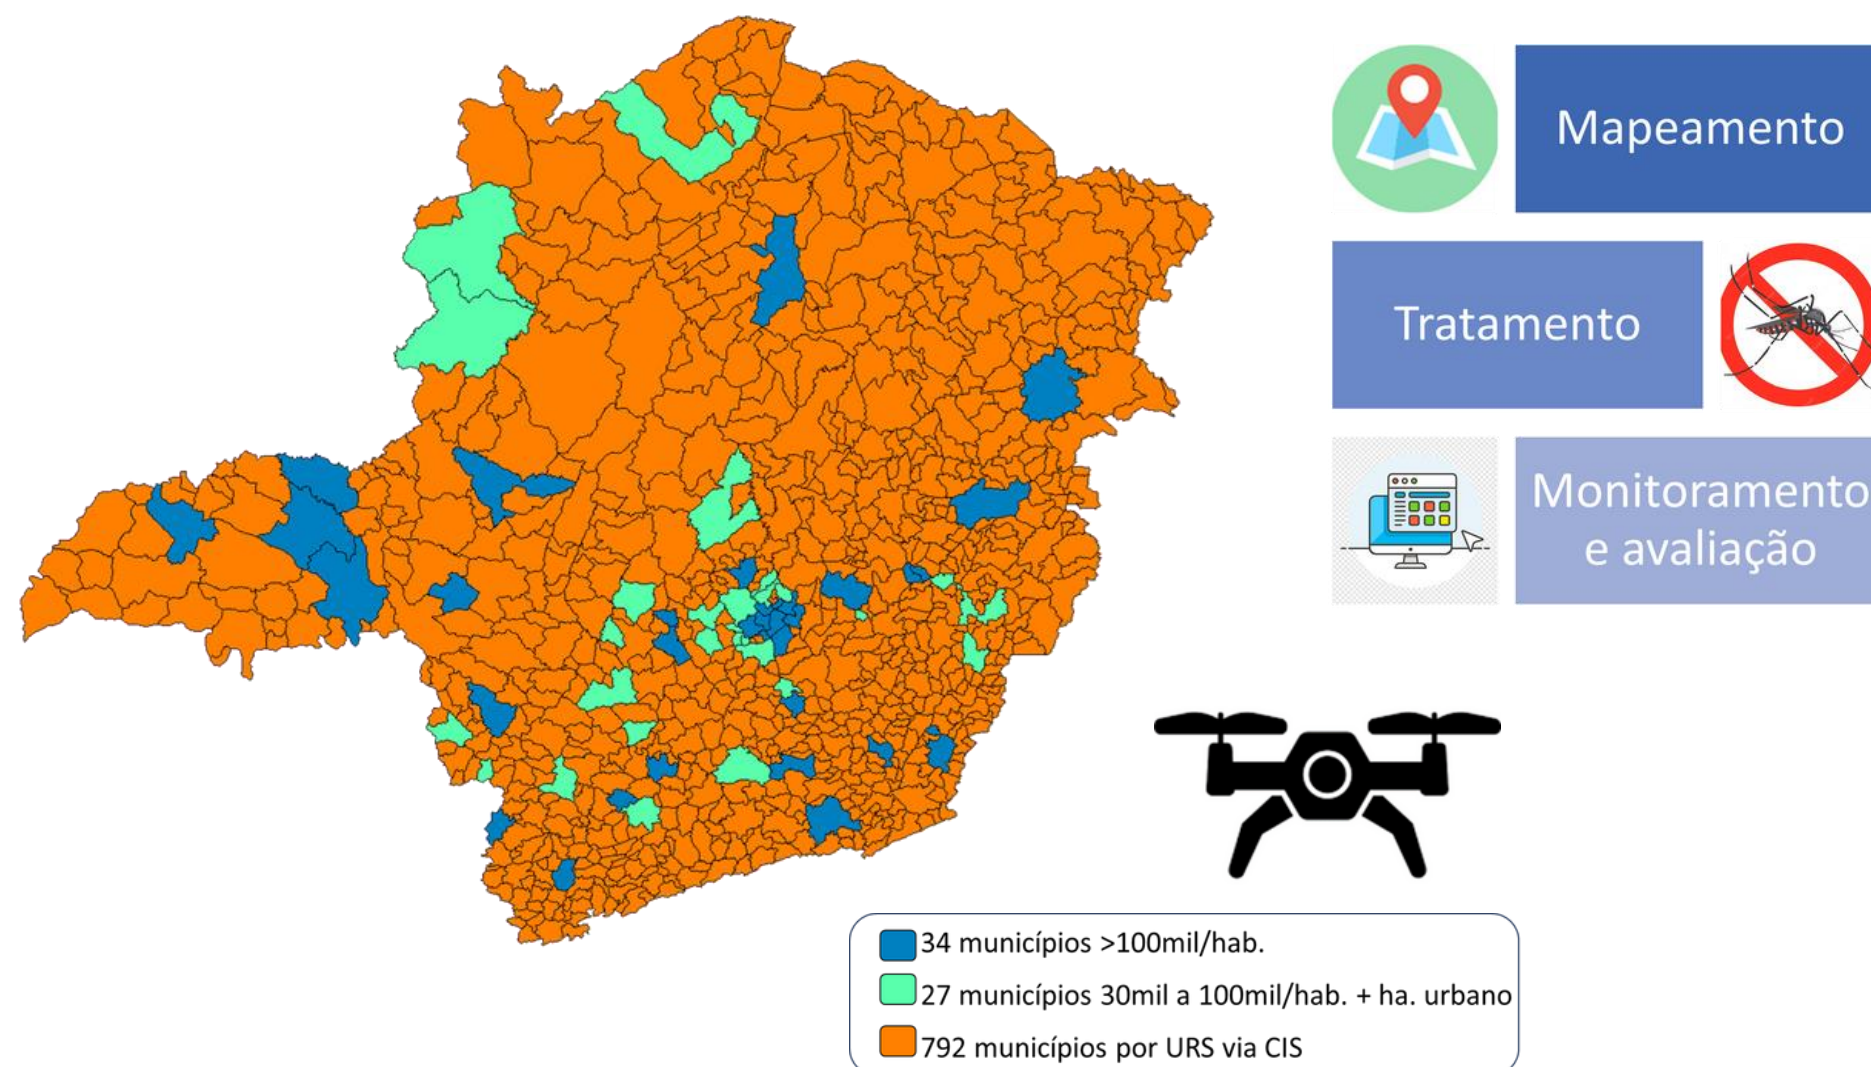 Mapeamento
Tratamento
Monitoramento
e avaliação
34 municípios >100mil/hab.
27 municípios 30mil a 100mil/hab. + ha. urbano
792 municípios por URS via CIS